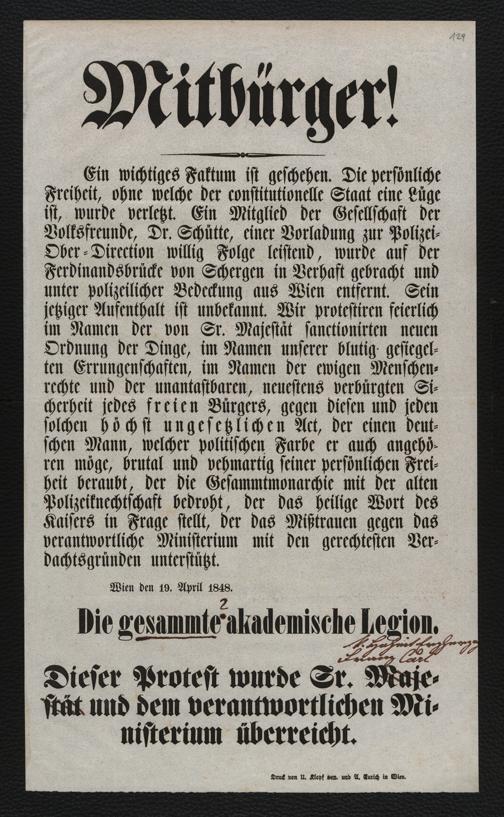 129
Mitbürger!
Ein wichtiges Faktum ist geschehen. Die persönliche
Freiheit, ohne welche der constitutionelle Staat eine Lüge
ist, wurde verletzt. Ein Mitglied der Gesellschaft der
Volksfreunde, Dr. Schütte, einer Vorladung zur Polizei-
Ober-Direction willig Folge leistend, wurde auf der
Ferdinandsbrücke von Schergen in Verhaft gebracht und
unter polizeilicher Bedeckung aus Wien entfernt. Sein
jetziger Aufenthalt ist unbekannt. Wir protestiren feierlich
im Namen der von Sr. Majestät sanctionirten neuen
Ordnung der Dinge, im Namen unserer blutig gesiegel-
ten Errungenschaften, im Namen der ewigen Menschen-
rechte und der unantastbaren, neuestens verbürgten Si-
cherheit jedes freien Bürgers, gegen diesen und jeden
solchen höchst ungesetzlichen Act, der einen deut-
schen Mann, welcher politischen Farbe er auch angehö-
ren möge, brutal und vehmartig seiner persönlichen Frei-
heit beraubt, der die Gesammtmonarchie mit der alten
Polizeiknechtschaft bedroht, der das heilige Wort des
Kaisers in Frage stellt, der das Mißtrauen gegen das
verantwortliche Ministerium mit den gerechtesten Ver-
dachtsgründen unterstützt.
Wien den 19. April 1848.
?
Die gesammte akademische Legion.
Franz Carl
Dieser Protest wurde Sr. Maje-
stät und dem verantwortlichen Mi-
nisterium überreicht.
Druck von U. Klopf sen. und A. Eurich in Wien.